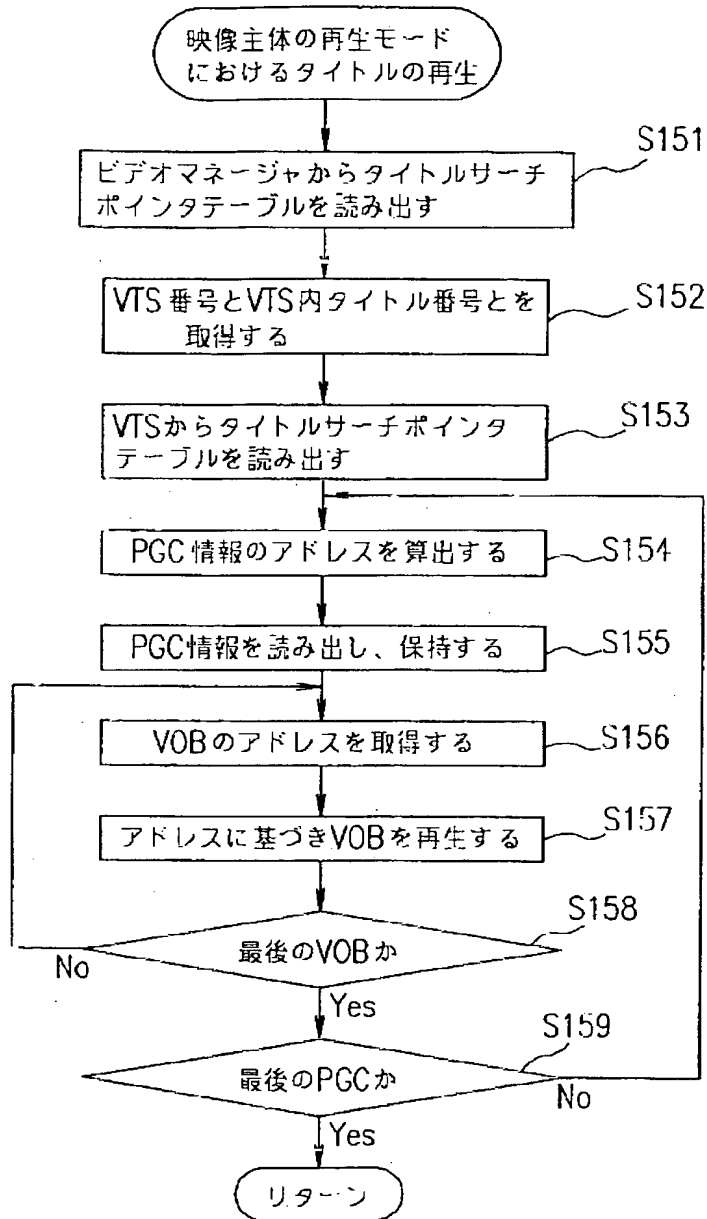 映像主体の再生モード
におけるタイトルの再生
S151
ビデオマネージャからタイトルサーチ
ポインタテーブルを読み出す
S152
VTS番号とVTS内タイトル番号とを
取得する
S153
VTSからタイトルサーチポインタ
テーブルを読み出す
PGC情報のアドレスを算出する
S154
PGC情報を読み出し、保持する
S155
VOBのアドレスを取得する
S156
アドレスに基づきVOBを再生する
S157
S158
最後のVOBか
No
Yes
S159
最後のPGCか
No
Yes
リターン